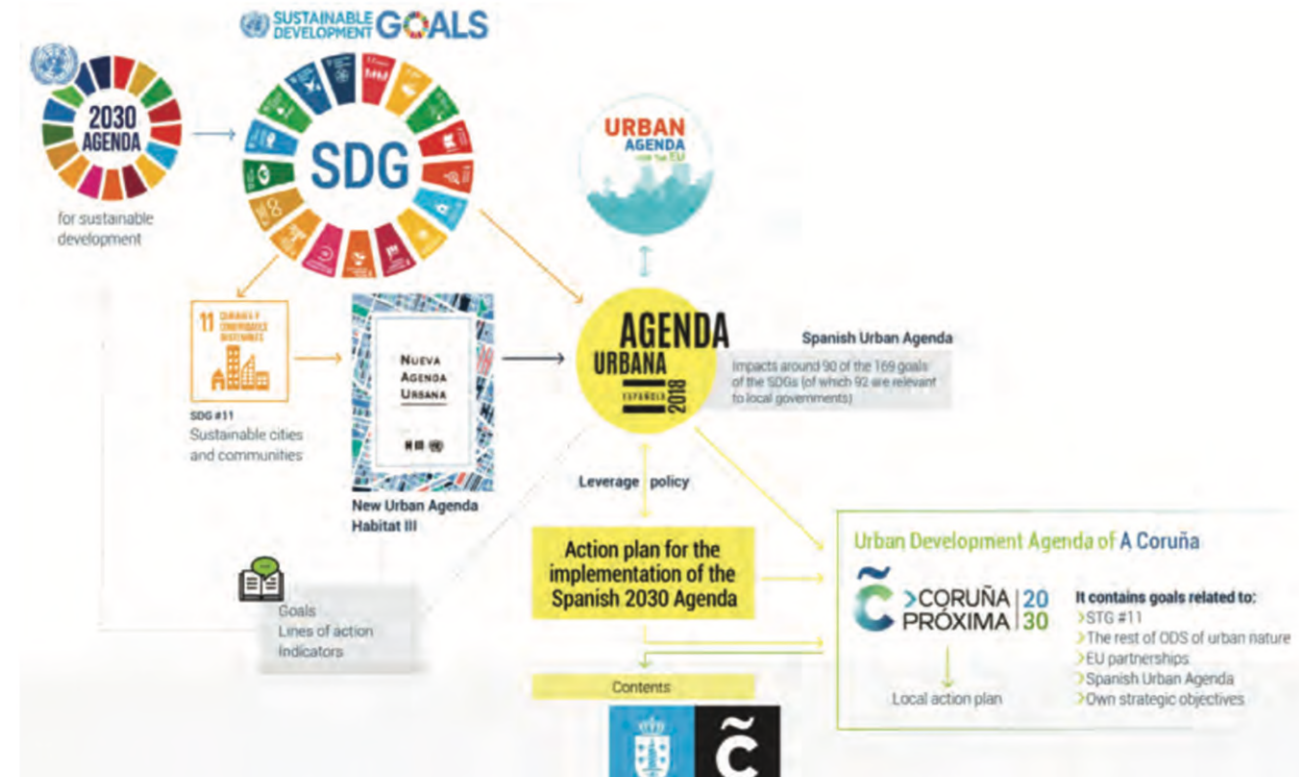 SUSTAINABLE
DEVELOPMENT GOALS
2030
AGENDA
for sustainable
development
SDG
URBAN
AGENDA
FOR THE EU
11 CIUDADES Y
COMUNIDADES
SOSTENIBLES
SDG #11
Sustainable cities
and communities
NUEVA
AGENDA
URBANA
New Urban Agenda
Habitat III
AGENDA
URBANA
ESPAÑOLA
2018
Spanish Urban Agenda
Impacts around 90 of the 169 goals
of the SDGs (of which 92 are relevant
to local governments)
Leverage policy
Action plan for the
implementation of the
Spanish 2030 Agenda
Goals
Lines of action
Indicators
Contents
Urban Development Agenda of A Coruña
>CORUÑA 20
PRÓXIMA 30
Local action plan
It contains goals related to:
>STG #11
>The rest of ODS of urban nature
>EU partnerships
>Spanish Urban Agenda
>Own strategic objectives